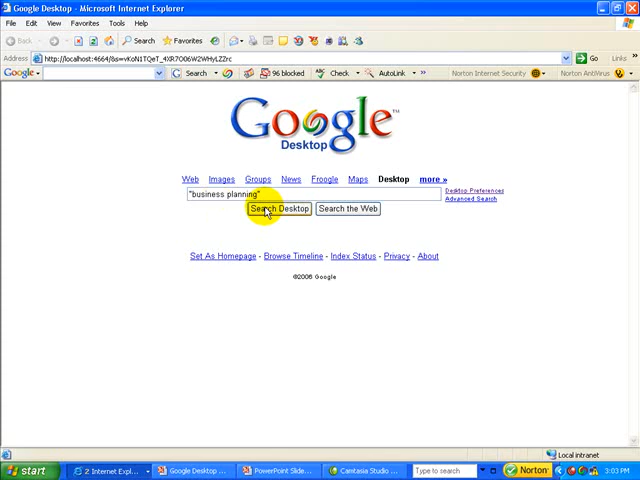 Google Desktop - Microsoft Internet Explorer
File Edit View Favorites Tools Help
Back Search Favorites
Address http://localhost:4664/&s= Go Links »
Google Search 96 blocked Check AutoLink » Norton Internet Security Norton AntiVirus
Google™
Desktop
Web Images Groups News Froogle Maps Desktop more »
"business planning" Desktop Preferences
Advanced Search
Search Desktop Search the Web
Set As Homepage - Browse Timeline - Index Status - Privacy - About
©2006 Google
Local intranet
start 2 Internet Expl... Google Desktop ... PowerPoint Slide... Camtasia Studio ... Type to search Norton 3:03 PM